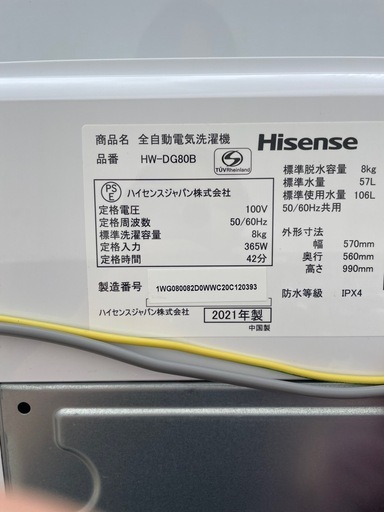 商品名 全自動電気洗濯機
品番 HW-DG80B
TÜVRheinland
Hisense
PS
E
ハイセンスジャパン株式会社
定格電圧 100V
定格周波数 50/60Hz
標準洗濯容量 8kg
定格入力 365W
定格時間 42分
標準脱水容量 8kg
標準水量 57L
標準使用水量 106L
50/60Hz共用
外形寸法
幅 570mm
奥行 560mm
高さ 990mm
防水等級 IPX4
製造番号 1WG080082D0WWC20C120393
ハイセンスジャパン株式会社 2021年製
中国製